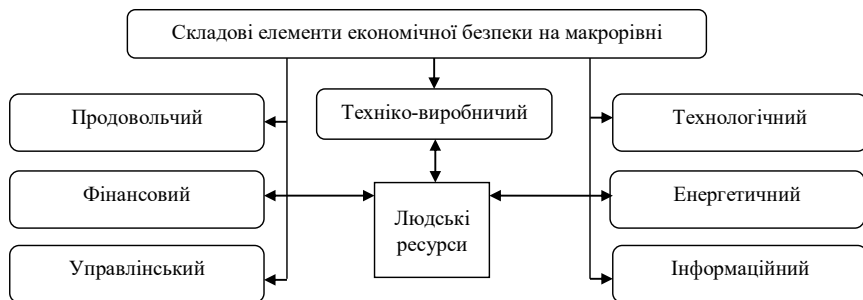 Складові елементи економічної безпеки на макрорівні
Продовольчий
Техніко-виробничий
Технологічний
Фінансовий
Людські
ресурси
Енергетичний
Управлінський
Інформаційний